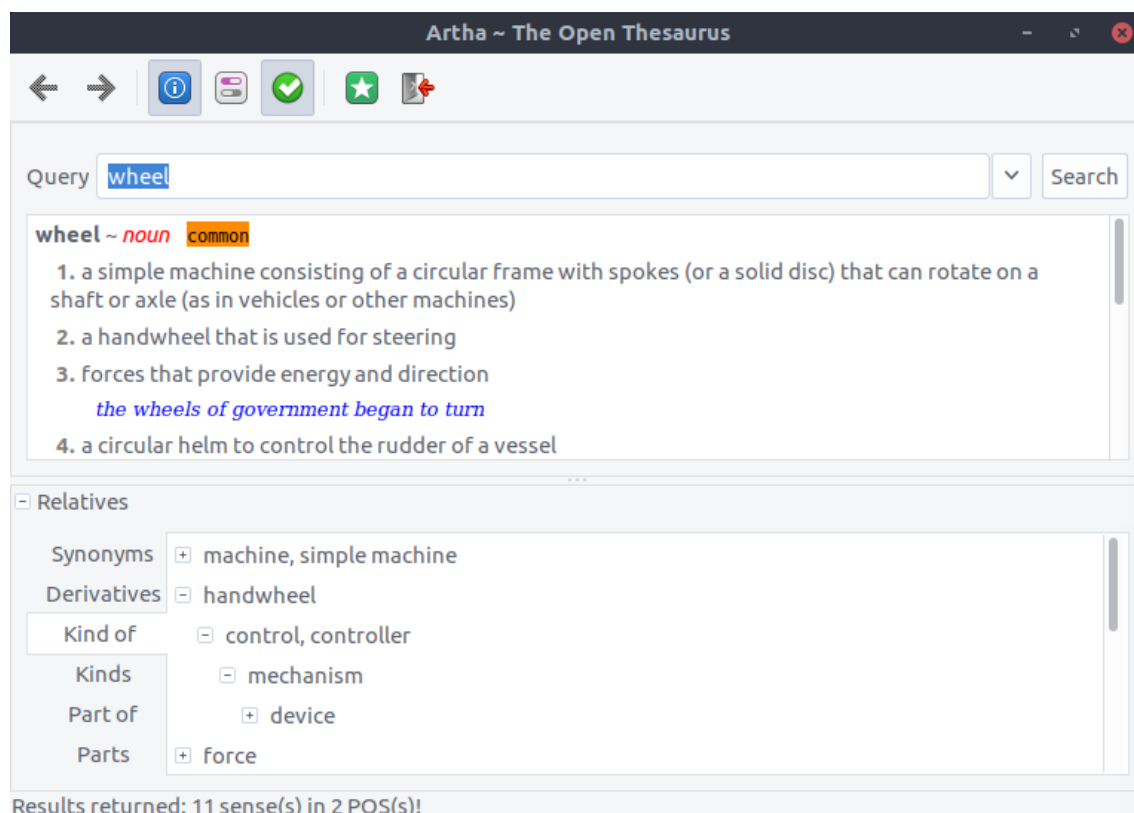 Artha ~ The Open Thesaurus
Query wheel Search
wheel ~ noun common
1. a simple machine consisting of a circular frame with spokes (or a solid disc) that can rotate on a
shaft or axle (as in vehicles or other machines)
2. a handwheel that is used for steering
3. forces that provide energy and direction
the wheels of government began to turn
4. a circular helm to control the rudder of a vessel
Relatives
Synonyms machine, simple machine
Derivatives handwheel
Kind of control, controller
Kinds mechanism
Part of device
Parts force
Results returned: 11 sense(s) in 2 POS(s)!